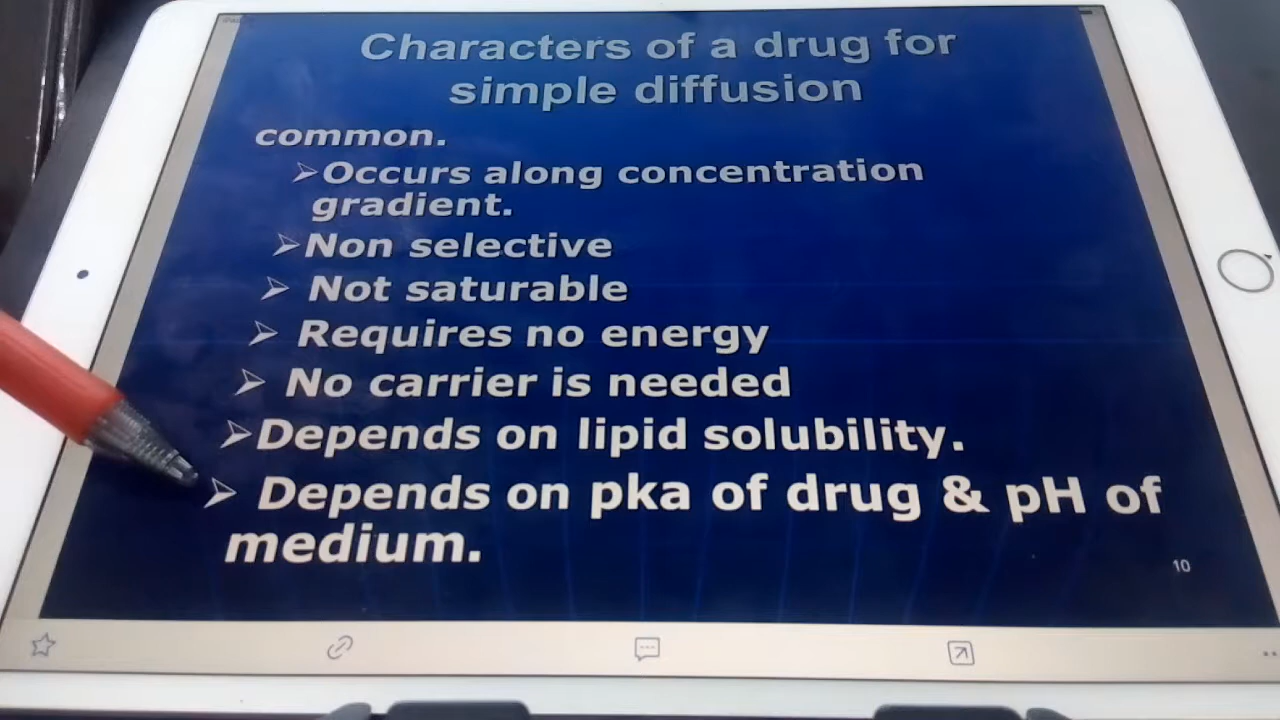 Characters of a drug for
simple diffusion
common.
➢Occurs along concentration
gradient.
➢Non selective
➢ Not saturable
➢ Requires no energy
➢ No carrier is needed
➢Depends on lipid solubility.
➢ Depends on pka of drug & pH of
medium.
10